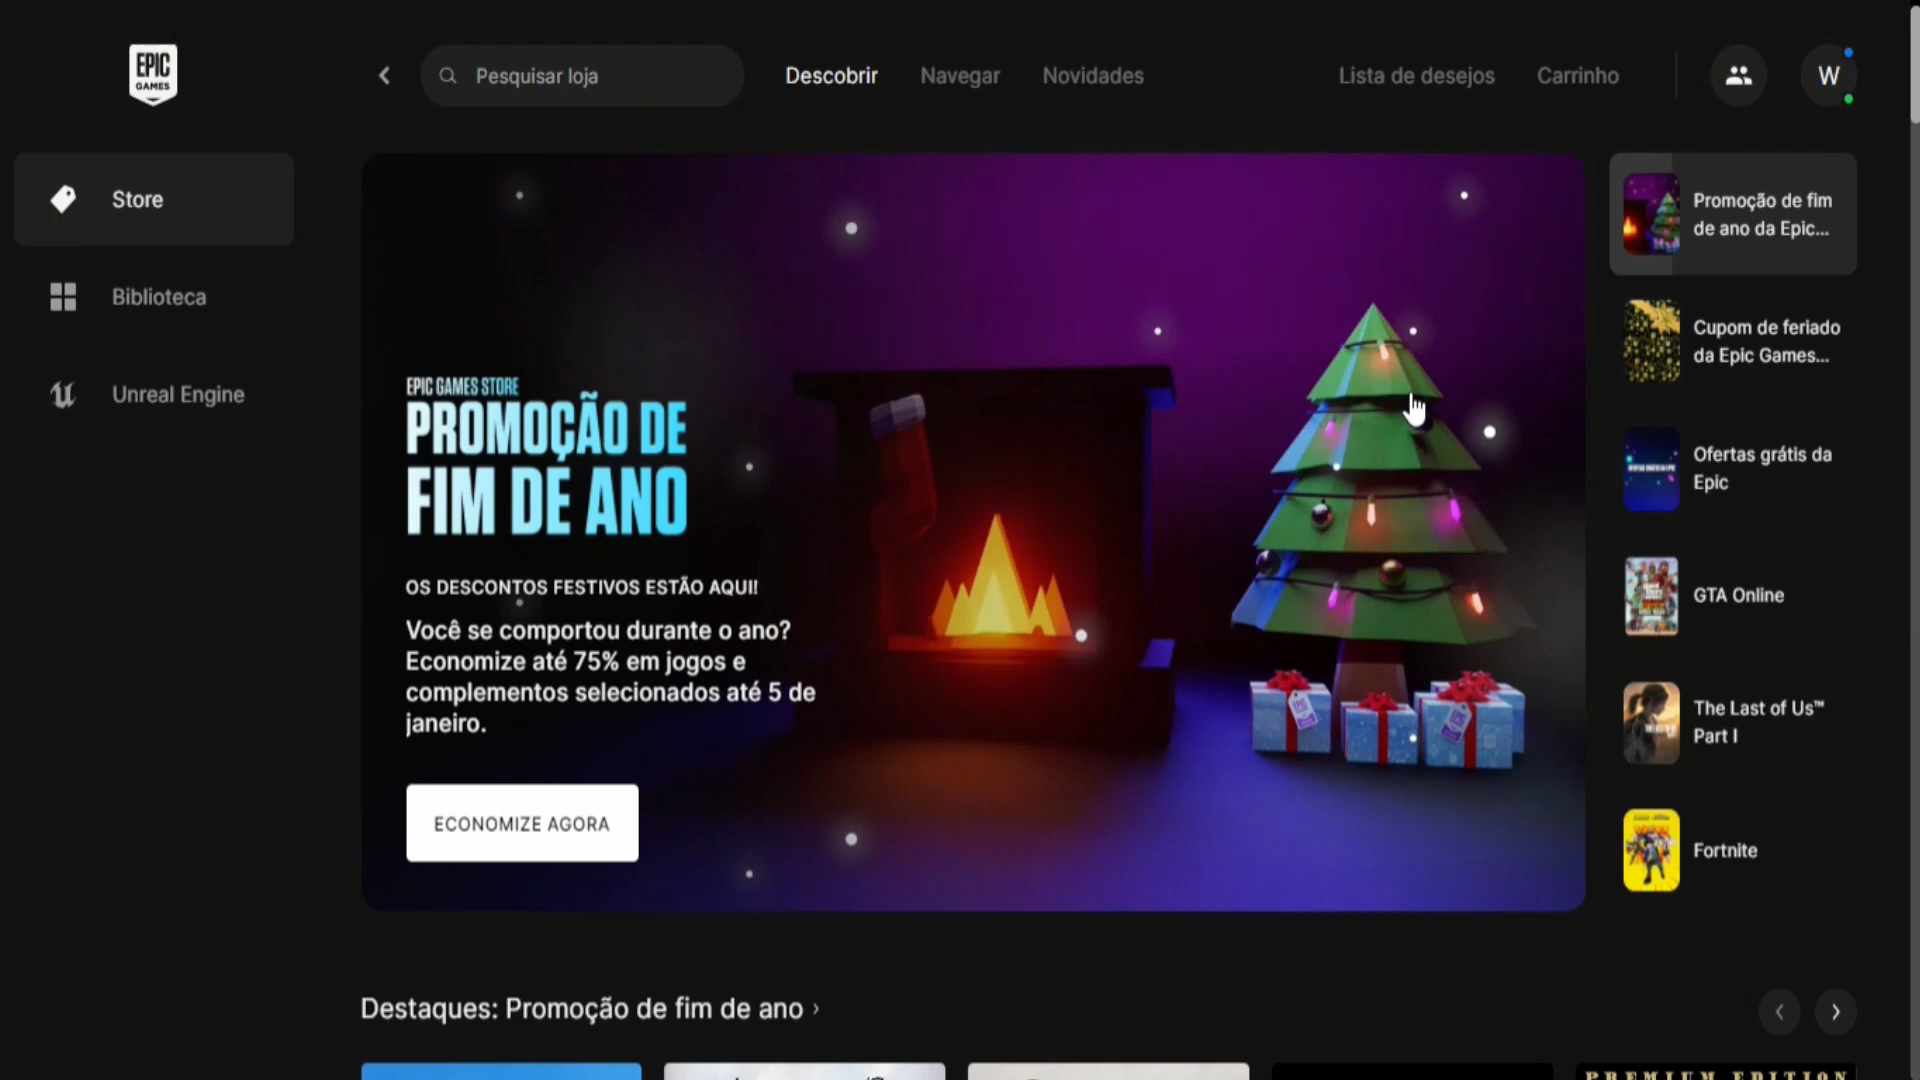 EPIC
GAMES
Pesquisar loja
Descobrir
Navegar
Novidades
Lista de desejos
Carrinho
W
Store
Biblioteca
Unreal Engine
EPIC GAMES STORE
PROMOÇÃO DE
FIM DE ANO
OS DESCONTOS FESTIVOS ESTÃO AQUI!
Você se comportou durante o ano?
Economize até 75% em jogos e
complementos selecionados até 5 de
janeiro.
ECONOMIZE AGORA
Promoção de fim
de ano da Epic...
Cupom de feriado
da Epic Games...
Ofertas grátis da
Epic
GTA Online
The Last of Us™
Part I
Fortnite
Destaques: Promoção de fim de ano
PREMIUM EDITION